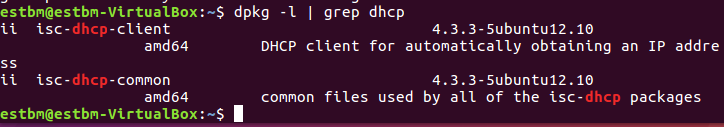 estbm@estbm-VirtualBox:~$ dpkg -l | grep dhcp
ii  isc-dhcp-client                                4.3.3-5ubuntu12.10
                amd64        DHCP client for automatically obtaining an IP addre
ss
ii  isc-dhcp-common                                4.3.3-5ubuntu12.10
                amd64        common files used by all of the isc-dhcp packages
estbm@estbm-VirtualBox:~$